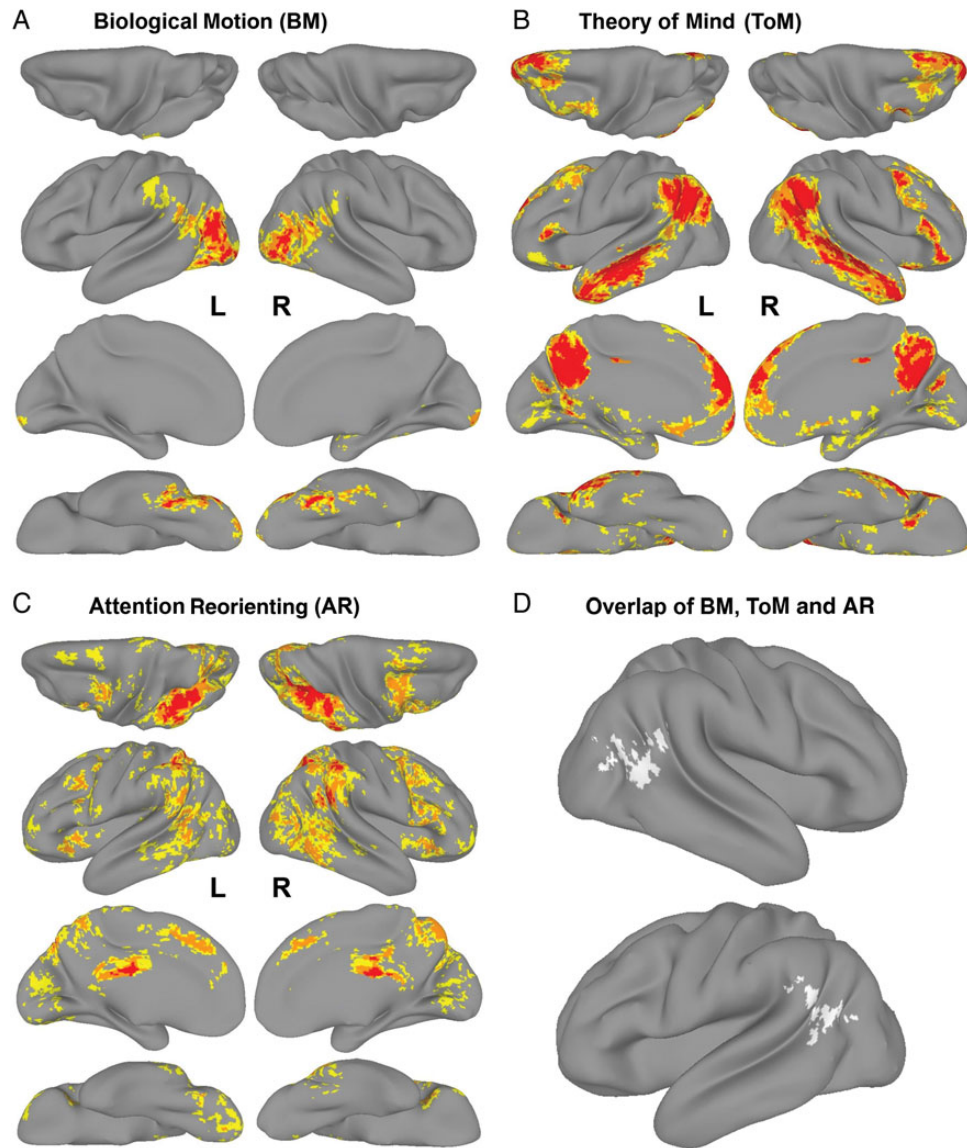 A Biological Motion (BM)
L R
B Theory of Mind (ToM)
L R
C Attention Reorienting (AR)
L R
D Overlap of BM, ToM and AR